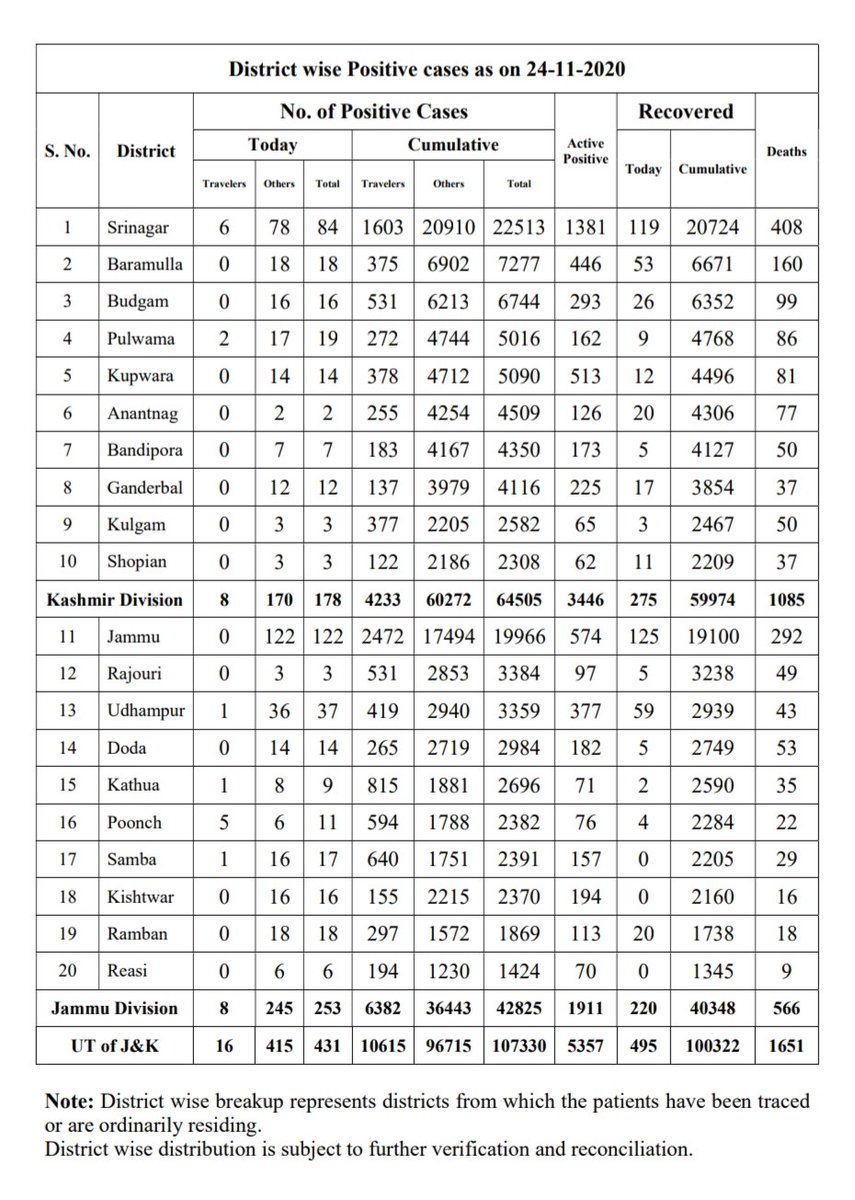 District wise Positive cases as on 24-11-2020
S. No. District No. of Positive Cases Active Positive Recovered Deaths
Today Cumulative Today Cumulative
Travelers Others Total Travelers Others Total
1 Srinagar 6 78 84 1603 20910 22513 1381 119 20724 408
2 Baramulla 0 18 18 375 6902 7277 446 53 6671 160
3 Budgam 0 16 16 531 6213 6744 293 26 6352 99
4 Pulwama 2 17 19 272 4744 5016 162 9 4768 86
5 Kupwara 0 14 14 378 4712 5090 513 12 4496 81
6 Anantnag 0 2 2 255 4254 4509 126 20 4306 77
7 Bandipora 0 7 7 183 4167 4350 173 5 4127 50
8 Ganderbal 0 12 12 137 3979 4116 225 17 3854 37
9 Kulgam 0 3 3 377 2205 2582 65 3 2467 50
10 Shopian 0 3 3 122 2186 2308 62 11 2209 37
Kashmir Division 8 170 178 4233 60272 64505 3446 275 59974 1085
11 Jammu 0 122 122 2472 17494 19966 574 125 19100 292
12 Rajouri 0 3 3 531 2853 3384 97 5 3238 49
13 Udhampur 1 36 37 419 2940 3359 377 59 2939 43
14 Doda 0 14 14 265 2719 2984 182 5 2749 53
15 Kathua 1 8 9 815 1881 2696 71 2 2590 35
16 Poonch 5 6 11 594 1788 2382 76 4 2284 22
17 Samba 1 16 17 640 1751 2391 157 0 2205 29
18 Kishtwar 0 16 16 155 2215 2370 194 0 2160 16
19 Ramban 0 18 18 297 1572 1869 113 20 1738 18
20 Reasi 0 6 6 194 1230 1424 70 0 1345 9
Jammu Division 8 245 253 6382 36443 42825 1911 220 40348 566
UT of J&K 16 415 431 10615 96715 107330 5357 495 100322 1651
Note: District wise breakup represents districts from which the patients have been traced
or are ordinarily residing.
District wise distribution is subject to further verification and reconciliation.